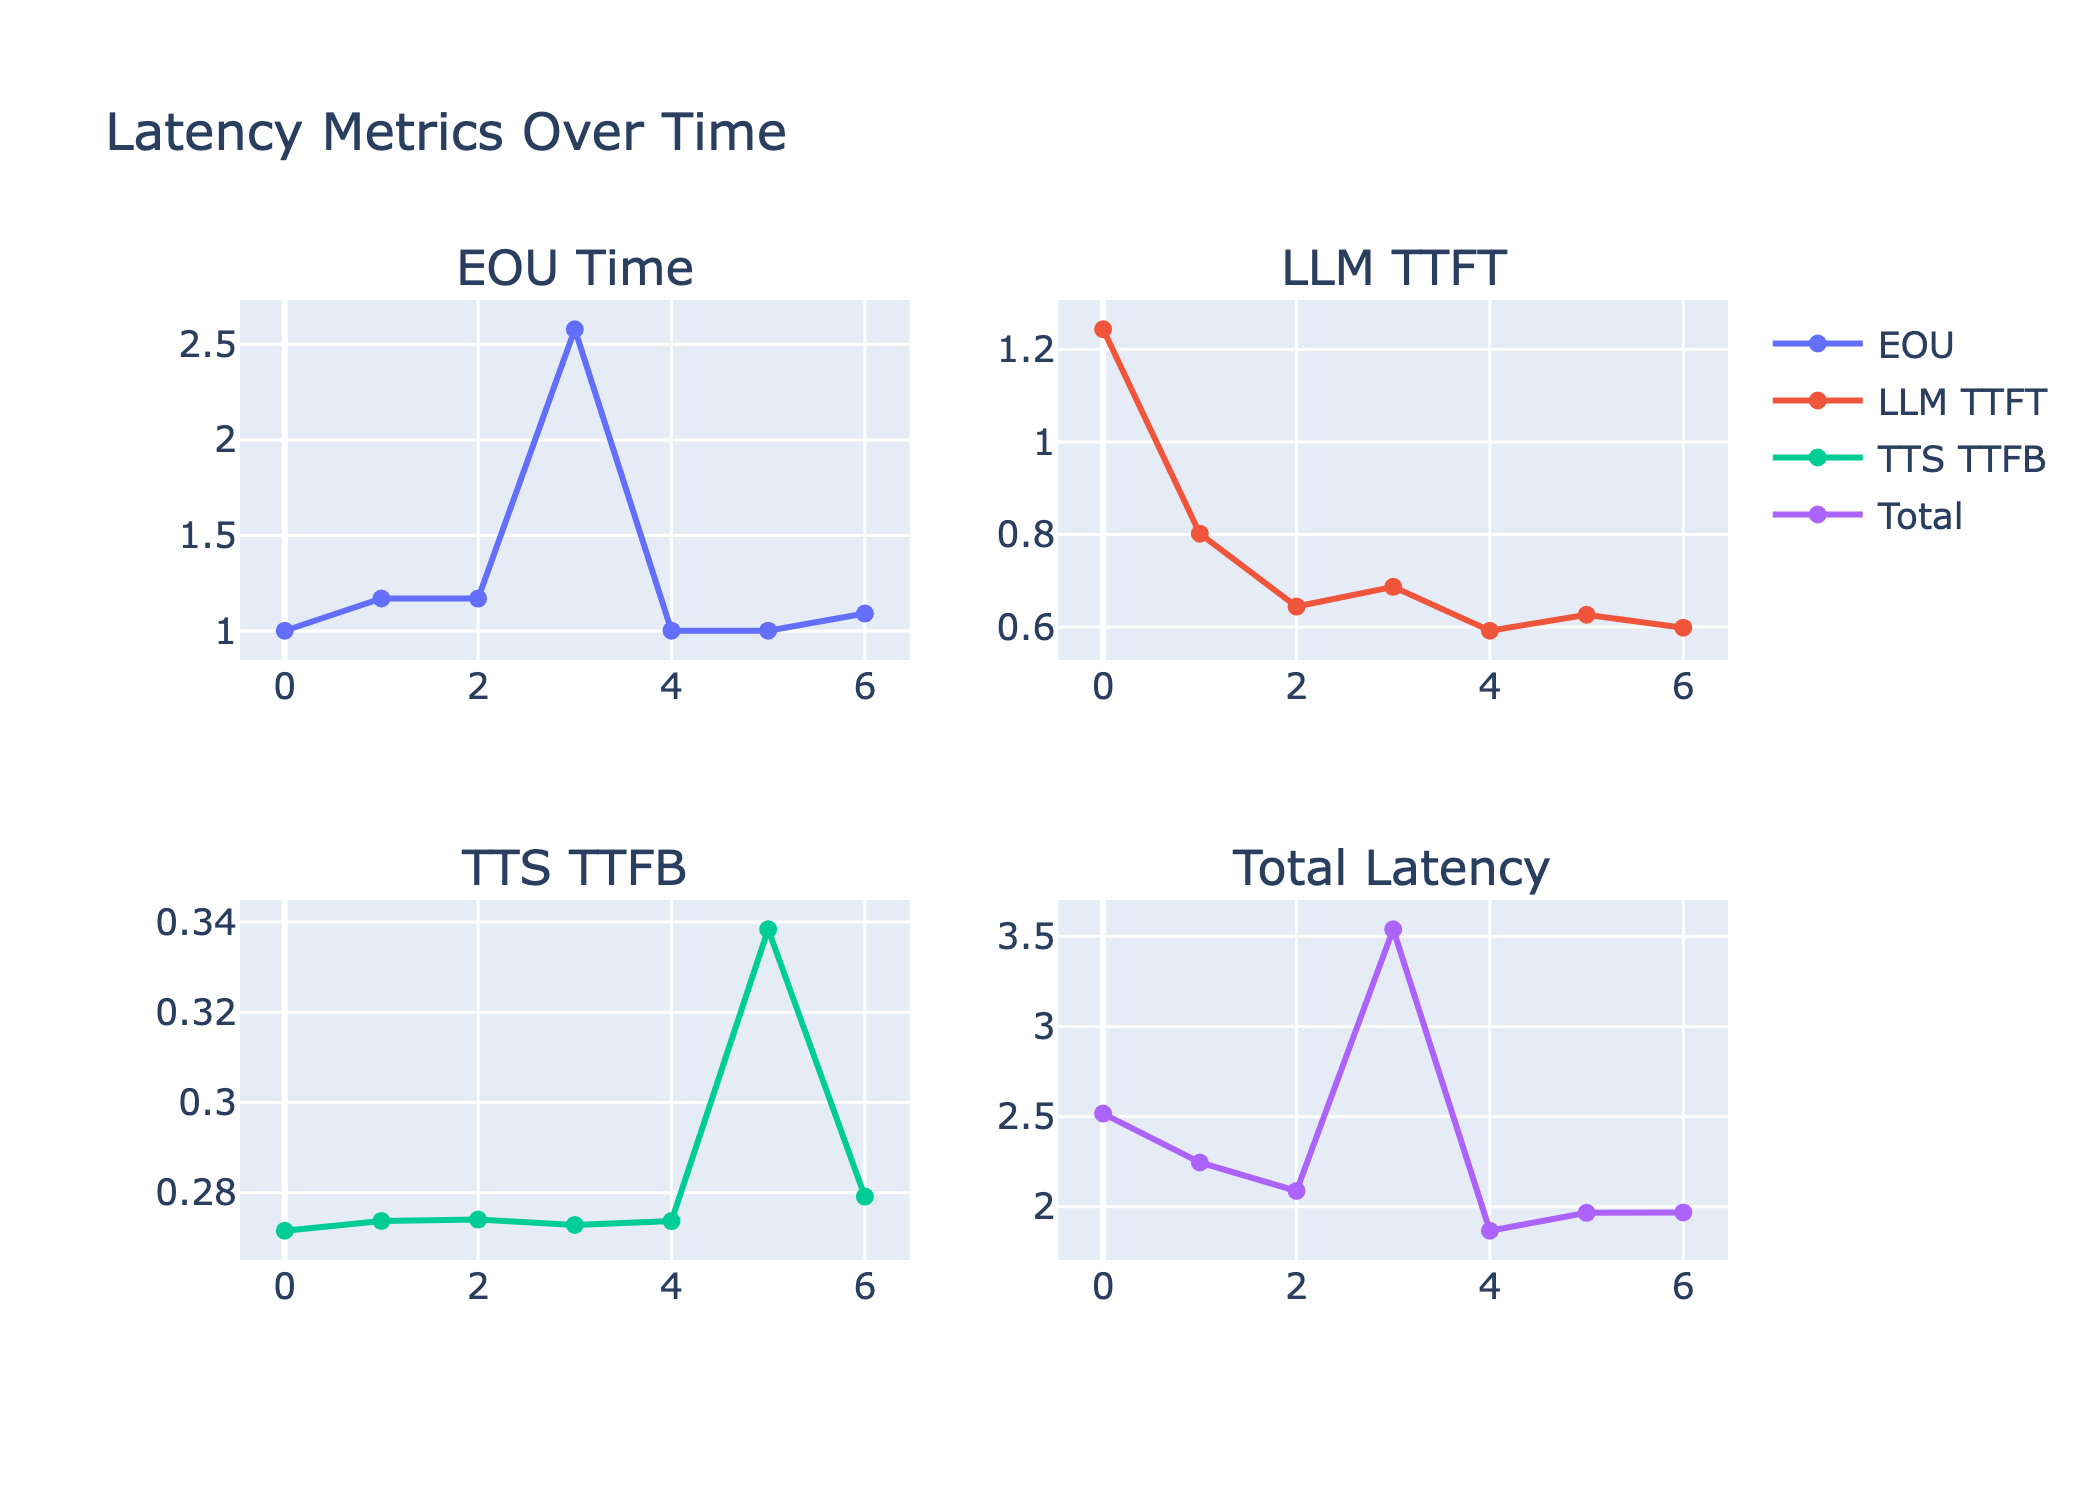 Latency Metrics Over Time
EOU Time
2.5
2
1.5
1
0 2 4 6
LLM TTFT
1.2
1
0.8
0.6
0 2 4 6
EOU
LLM TTFT
TTS TTFB
Total
TTS TTFB
0.34
0.32
0.3
0.28
0 2 4 6
Total Latency
3.5
3
2.5
2
0 2 4 6